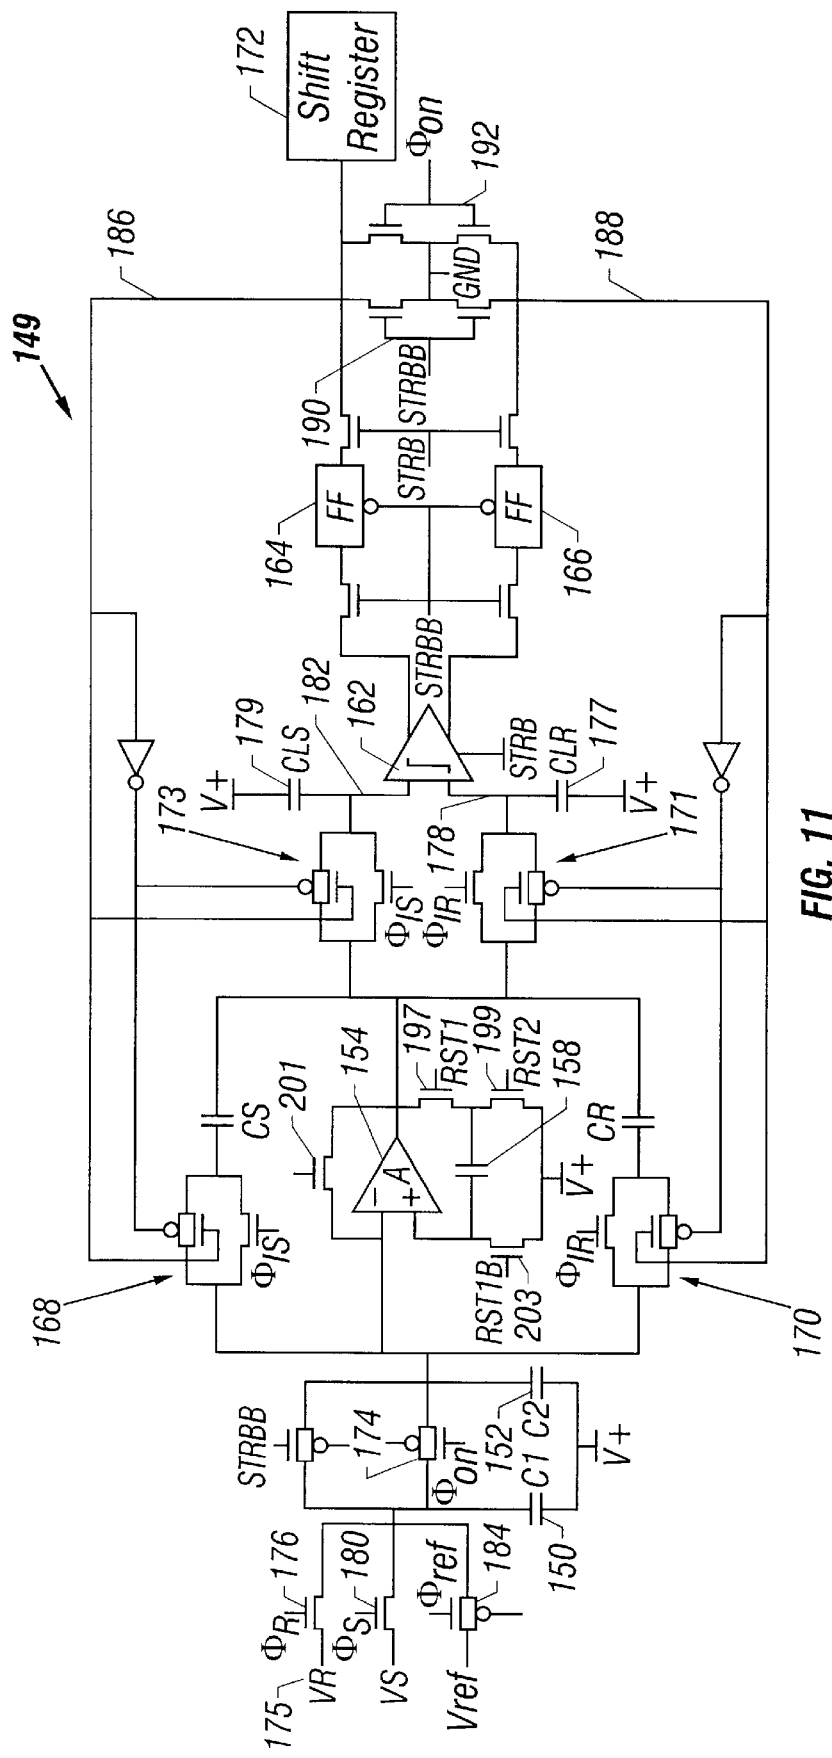 149
172
Shift
Register
186
Φon
192
GND
188
190
STRBB
STRB
164
FF
FF
166
STRBB
182
162
STRB
179
CLS
V+
173
ΦIS
ΦIR
178
CLR
177
V+
171
168
ΦIS
CS
201
154
A
−
+
197
RST1
199
RST2
158
V+
RST1B
203
CR
ΦIR
170
STRBB
174
Φon
152
C2
C1
150
V+
ΦR
176
175
VR
ΦS
180
VS
Φref
184
Vref
FIG. 11